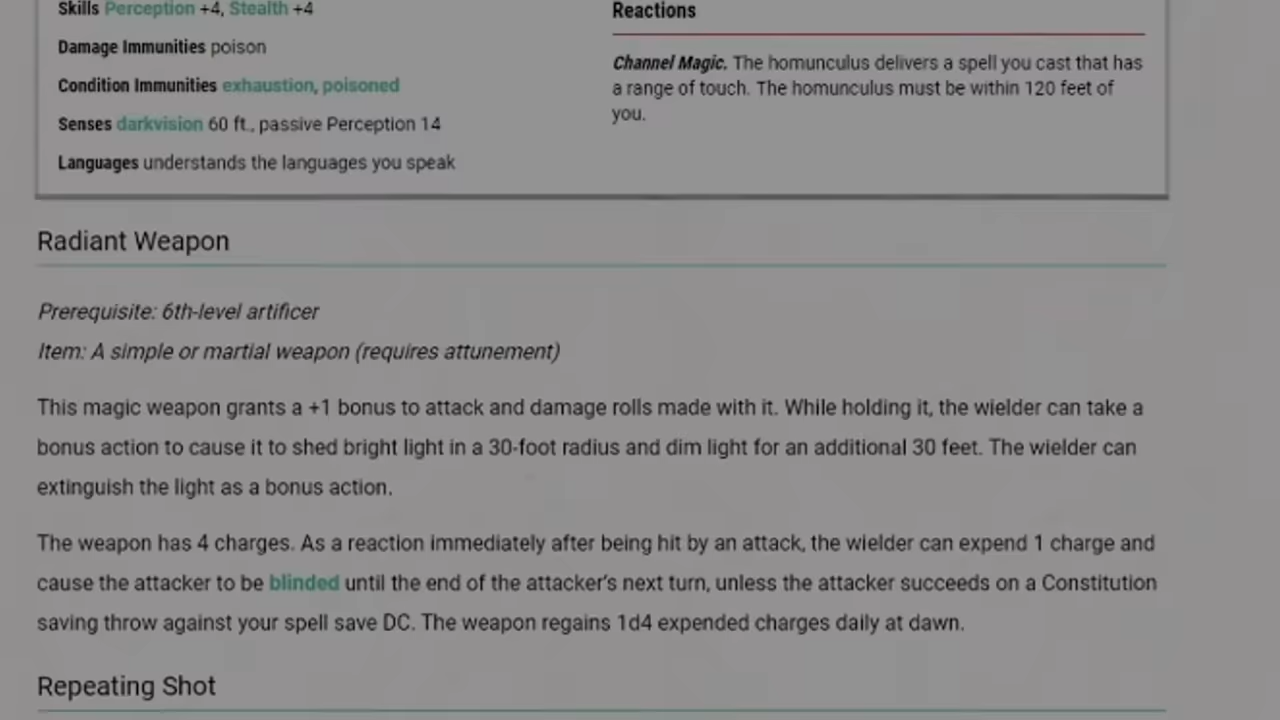 Skills Perception +4, Stealth +4
Damage Immunities poison
Condition Immunities exhaustion, poisoned
Senses darkvision 60 ft., passive Perception 14
Languages understands the languages you speak
Reactions
Channel Magic. The homunculus delivers a spell you cast that has
a range of touch. The homunculus must be within 120 feet of
you.
Radiant Weapon
Prerequisite: 6th-level artificer
Item: A simple or martial weapon (requires attunement)
This magic weapon grants a +1 bonus to attack and damage rolls made with it. While holding it, the wielder can take a
bonus action to cause it to shed bright light in a 30-foot radius and dim light for an additional 30 feet. The wielder can
extinguish the light as a bonus action.
The weapon has 4 charges. As a reaction immediately after being hit by an attack, the wielder can expend 1 charge and
cause the attacker to be blinded until the end of the attacker's next turn, unless the attacker succeeds on a Constitution
saving throw against your spell save DC. The weapon regains 1d4 expended charges daily at dawn.
Repeating Shot